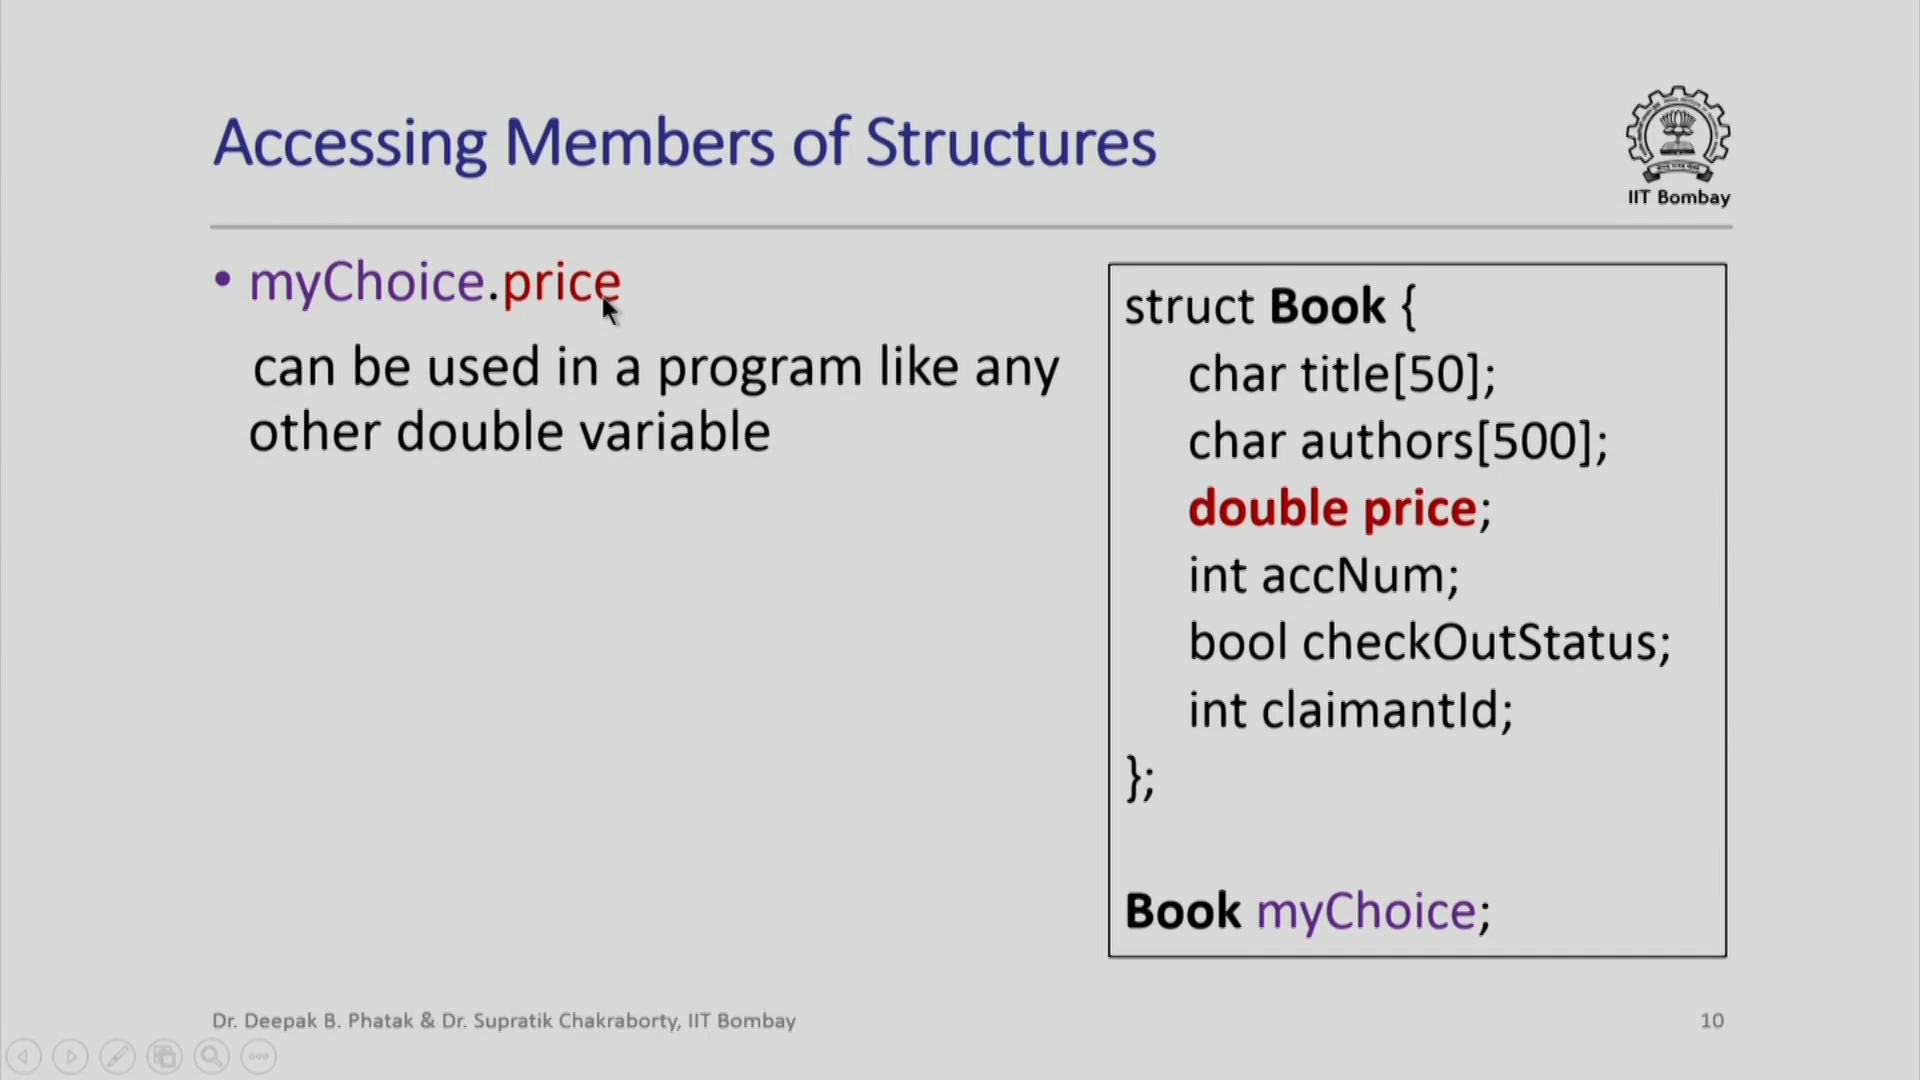 Accessing Members of Structures
IIT Bombay
• myChoice.price
can be used in a program like any
other double variable
struct Book {
char title[50];
char authors[500];
double price;
int accNum;
bool checkOutStatus;
int claimantId;
};
Book myChoice;
Dr. Deepak B. Phatak & Dr. Supratik Chakraborty, IIT Bombay
10